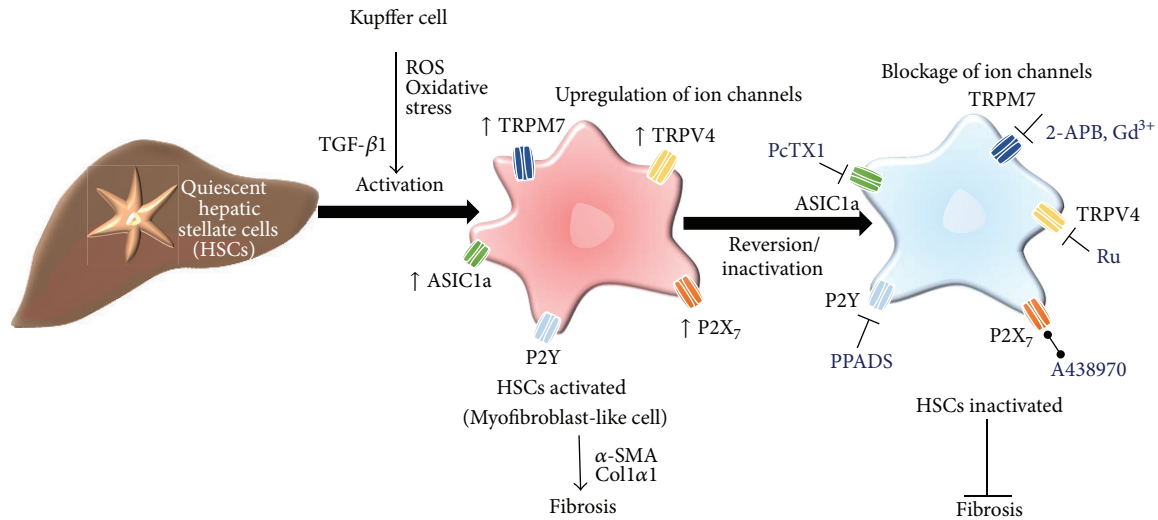 Kupffer cell
ROS
Oxidative
stress
TGF-β1
Activation
Quiescent
hepatic
stellate cells
(HSCs)
Upregulation of ion channels
↑ TRPM7
↑ TRPV4
↑ ASIC1a
↑ P2X₇
P2Y
HSCs activated
(Myofibroblast-like cell)
α-SMA
Col1α1
Fibrosis
Reversion/
inactivation
Blockage of ion channels
TRPM7
2-APB, Gd³⁺
PcTX1
ASIC1a
TRPV4
Ru
P2Y
PPADS
P2X₇
A438970
HSCs inactivated
Fibrosis